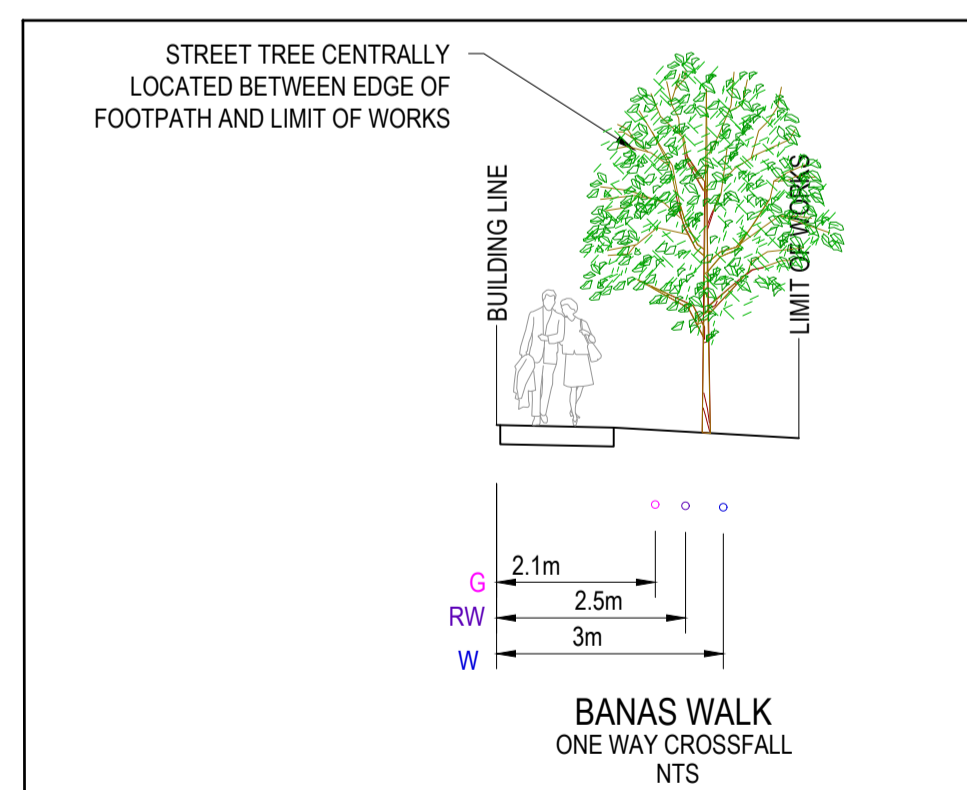 STREET TREE CENTRALLY
LOCATED BETWEEN EDGE OF
FOOTPATH AND LIMIT OF WORKS
BUILDING LINE
LIMIT OF WORKS
G
2.1m
RW
2.5m
W
3m
BANAS WALK
ONE WAY CROSSFALL
NTS